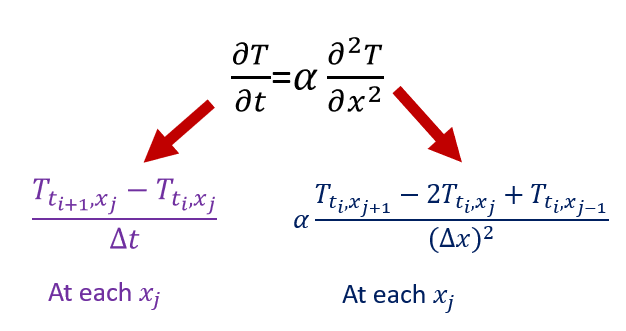 ∂T/∂t=α ∂²T/∂x²
(T_{t_{i+1},x_j} − T_{t_i,x_j})/Δt
α (T_{t_i,x_{j+1}} − 2T_{t_i,x_j} + T_{t_i,x_{j−1}})/(Δx)²
At each x_j
At each x_j